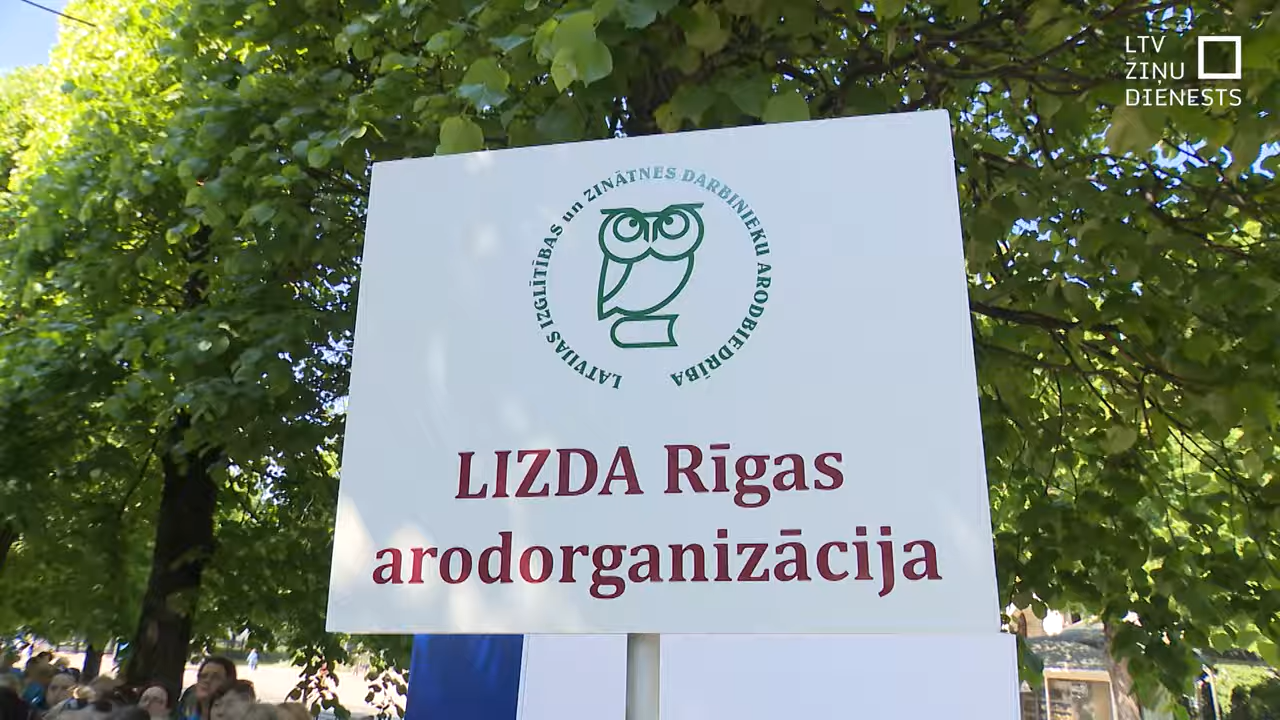 LTV
ZIŅU
DIENESTS
LATVIJAS IZGLĪTĪBAS un ZINĀTNES DARBINIEKU ARODBIEDRĪBA
LIZDA Rīgas
arodorganizācija